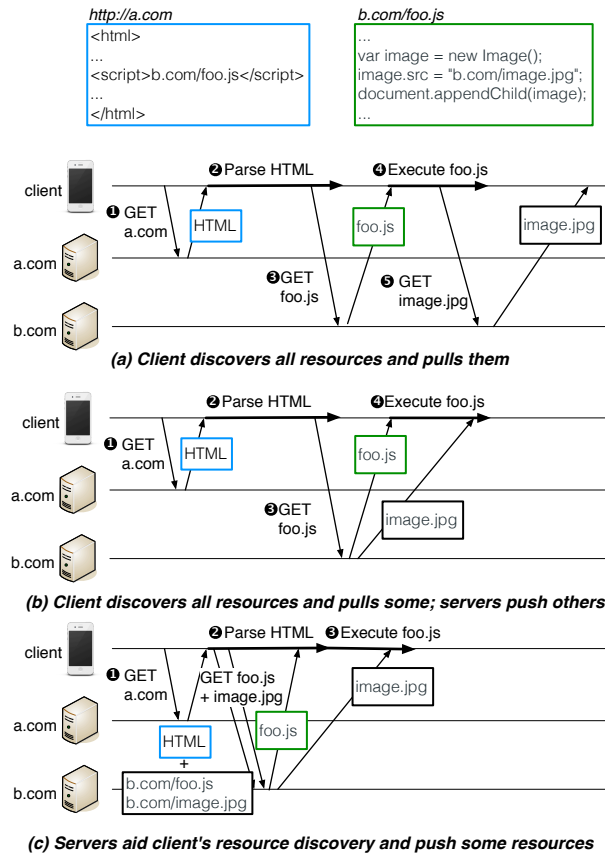 http://a.com
<html>
...
<script>b.com/foo.js</script>
...
</html>
b.com/foo.js
...
var image = new Image();
image.src = "b.com/image.jpg";
document.appendChild(image);
...
❷Parse HTML
❹Execute foo.js
client
❶ GET
a.com
HTML
foo.js
image.jpg
a.com
❸GET
foo.js
❺ GET
image.jpg
b.com
(a) Client discovers all resources and pulls them
❷Parse HTML
❹Execute foo.js
client
❶ GET
a.com
HTML
foo.js
a.com
❸GET
foo.js
image.jpg
b.com
(b) Client discovers all resources and pulls some; servers push others
❷Parse HTML
❸Execute foo.js
client
❶GET
a.com
GET foo.js
+ image.jpg
image.jpg
a.com
HTML
foo.js
+
b.com/foo.js
b.com/image.jpg
b.com
(c) Servers aid client's resource discovery and push some resources